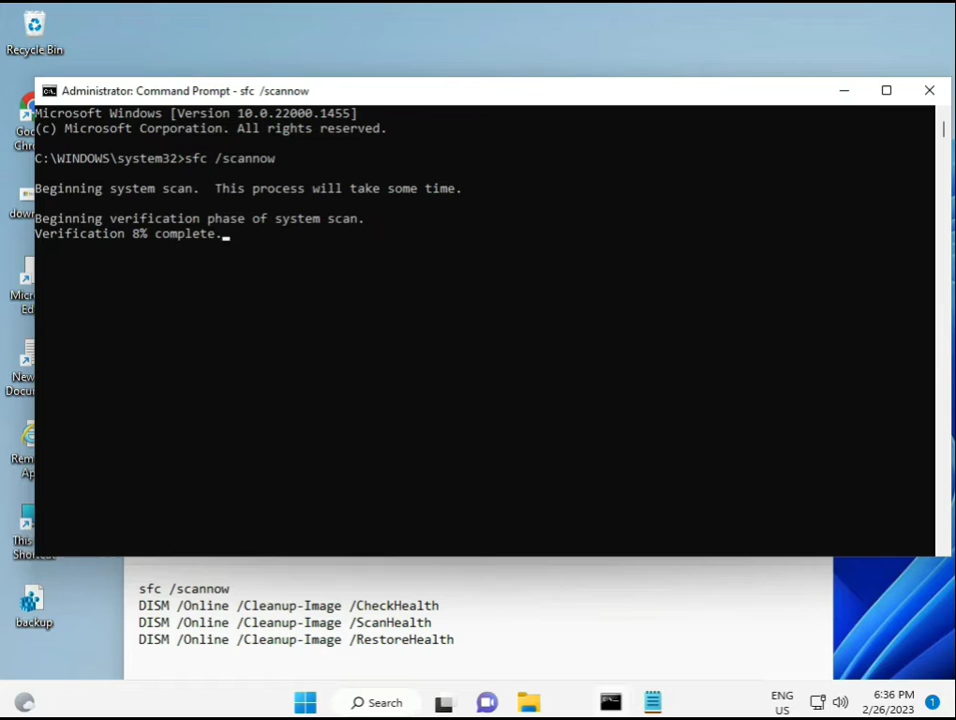 Recycle Bin
Administrator: Command Prompt - sfc /scannow
Microsoft Windows [Version 10.0.22000.1455]
(c) Microsoft Corporation. All rights reserved.
C:\WINDOWS\system32>sfc /scannow
Beginning system scan.  This process will take some time.
Beginning verification phase of system scan.
Verification 8% complete.
backup
sfc /scannow
DISM /Online /Cleanup-Image /CheckHealth
DISM /Online /Cleanup-Image /ScanHealth
DISM /Online /Cleanup-Image /RestoreHealth
Search
ENG
US
6:36 PM
2/26/2023
1